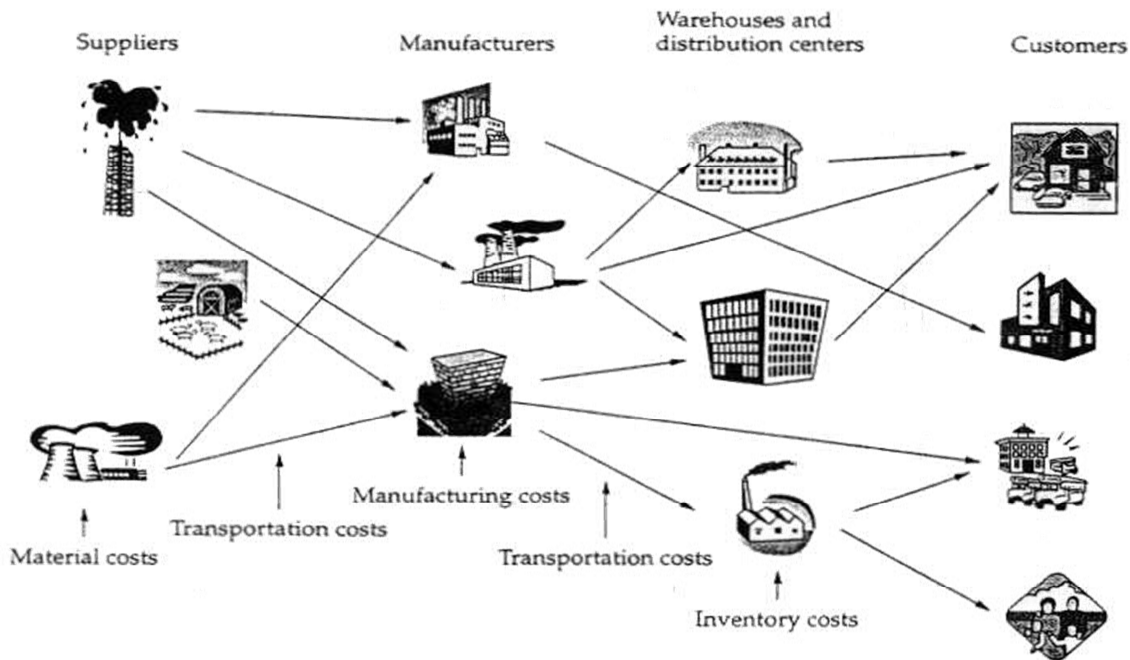 Suppliers
Manufacturers
Warehouses and
distribution centers
Customers
Material costs
Transportation costs
Manufacturing costs
Transportation costs
Inventory costs